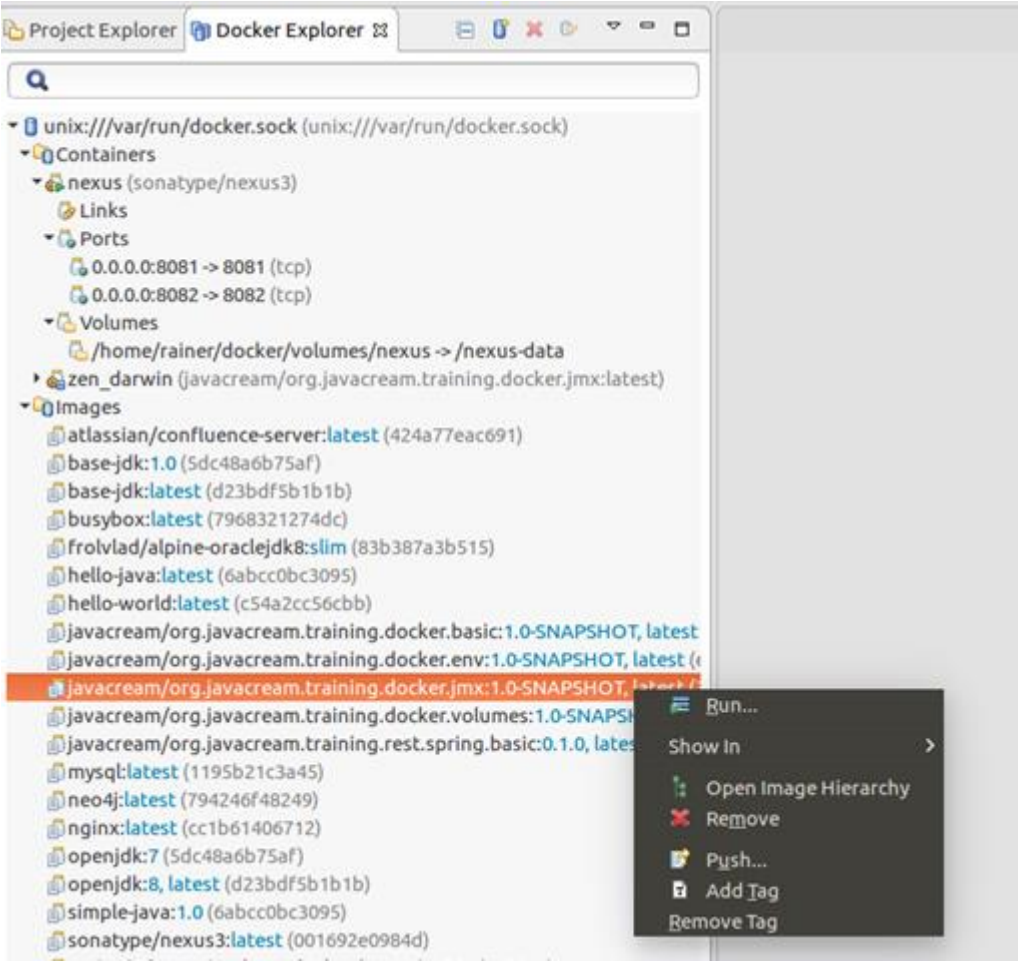 Project Explorer Docker Explorer
unix:///var/run/docker.sock (unix:///var/run/docker.sock)
Containers
nexus (sonatype/nexus3)
Links
Ports
0.0.0.0:8081 -> 8081 (tcp)
0.0.0.0:8082 -> 8082 (tcp)
Volumes
/home/rainer/docker/volumes/nexus -> /nexus-data
zen_darwin (javacream/org.javacream.training.docker.jmx:latest)
Images
atlassian/confluence-server:latest (424a77eac691)
base-jdk:1.0 (5dc48a6b75af)
base-jdk:latest (d23bdf5b1b1b)
busybox:latest (7968321274dc)
frolvlad/alpine-oraclejdk8:slim (83b387a3b515)
hello-java:latest (6abcc0bc3095)
hello-world:latest (c54a2cc56cbb)
javacream/org.javacream.training.docker.basic:1.0-SNAPSHOT, latest
javacream/org.javacream.training.docker.env:1.0-SNAPSHOT, latest
javacream/org.javacream.training.docker.jmx:1.0-SNAPSHOT, latest
javacream/org.javacream.training.docker.volumes:1.0-SNAPS
javacream/org.javacream.training.rest.spring.basic:0.1.0, lates
mysql:latest (1195b21c3a45)
neo4j:latest (794246f48249)
nginx:latest (cc1b61406712)
openjdk:7 (5dc48a6b75af)
openjdk:8, latest (d23bdf5b1b1b)
simple-java:1.0 (6abcc0bc3095)
sonatype/nexus3:latest (001692e0984d)
Run...
Show In
Open Image Hierarchy
Remove
Push...
Add Tag
Remove Tag